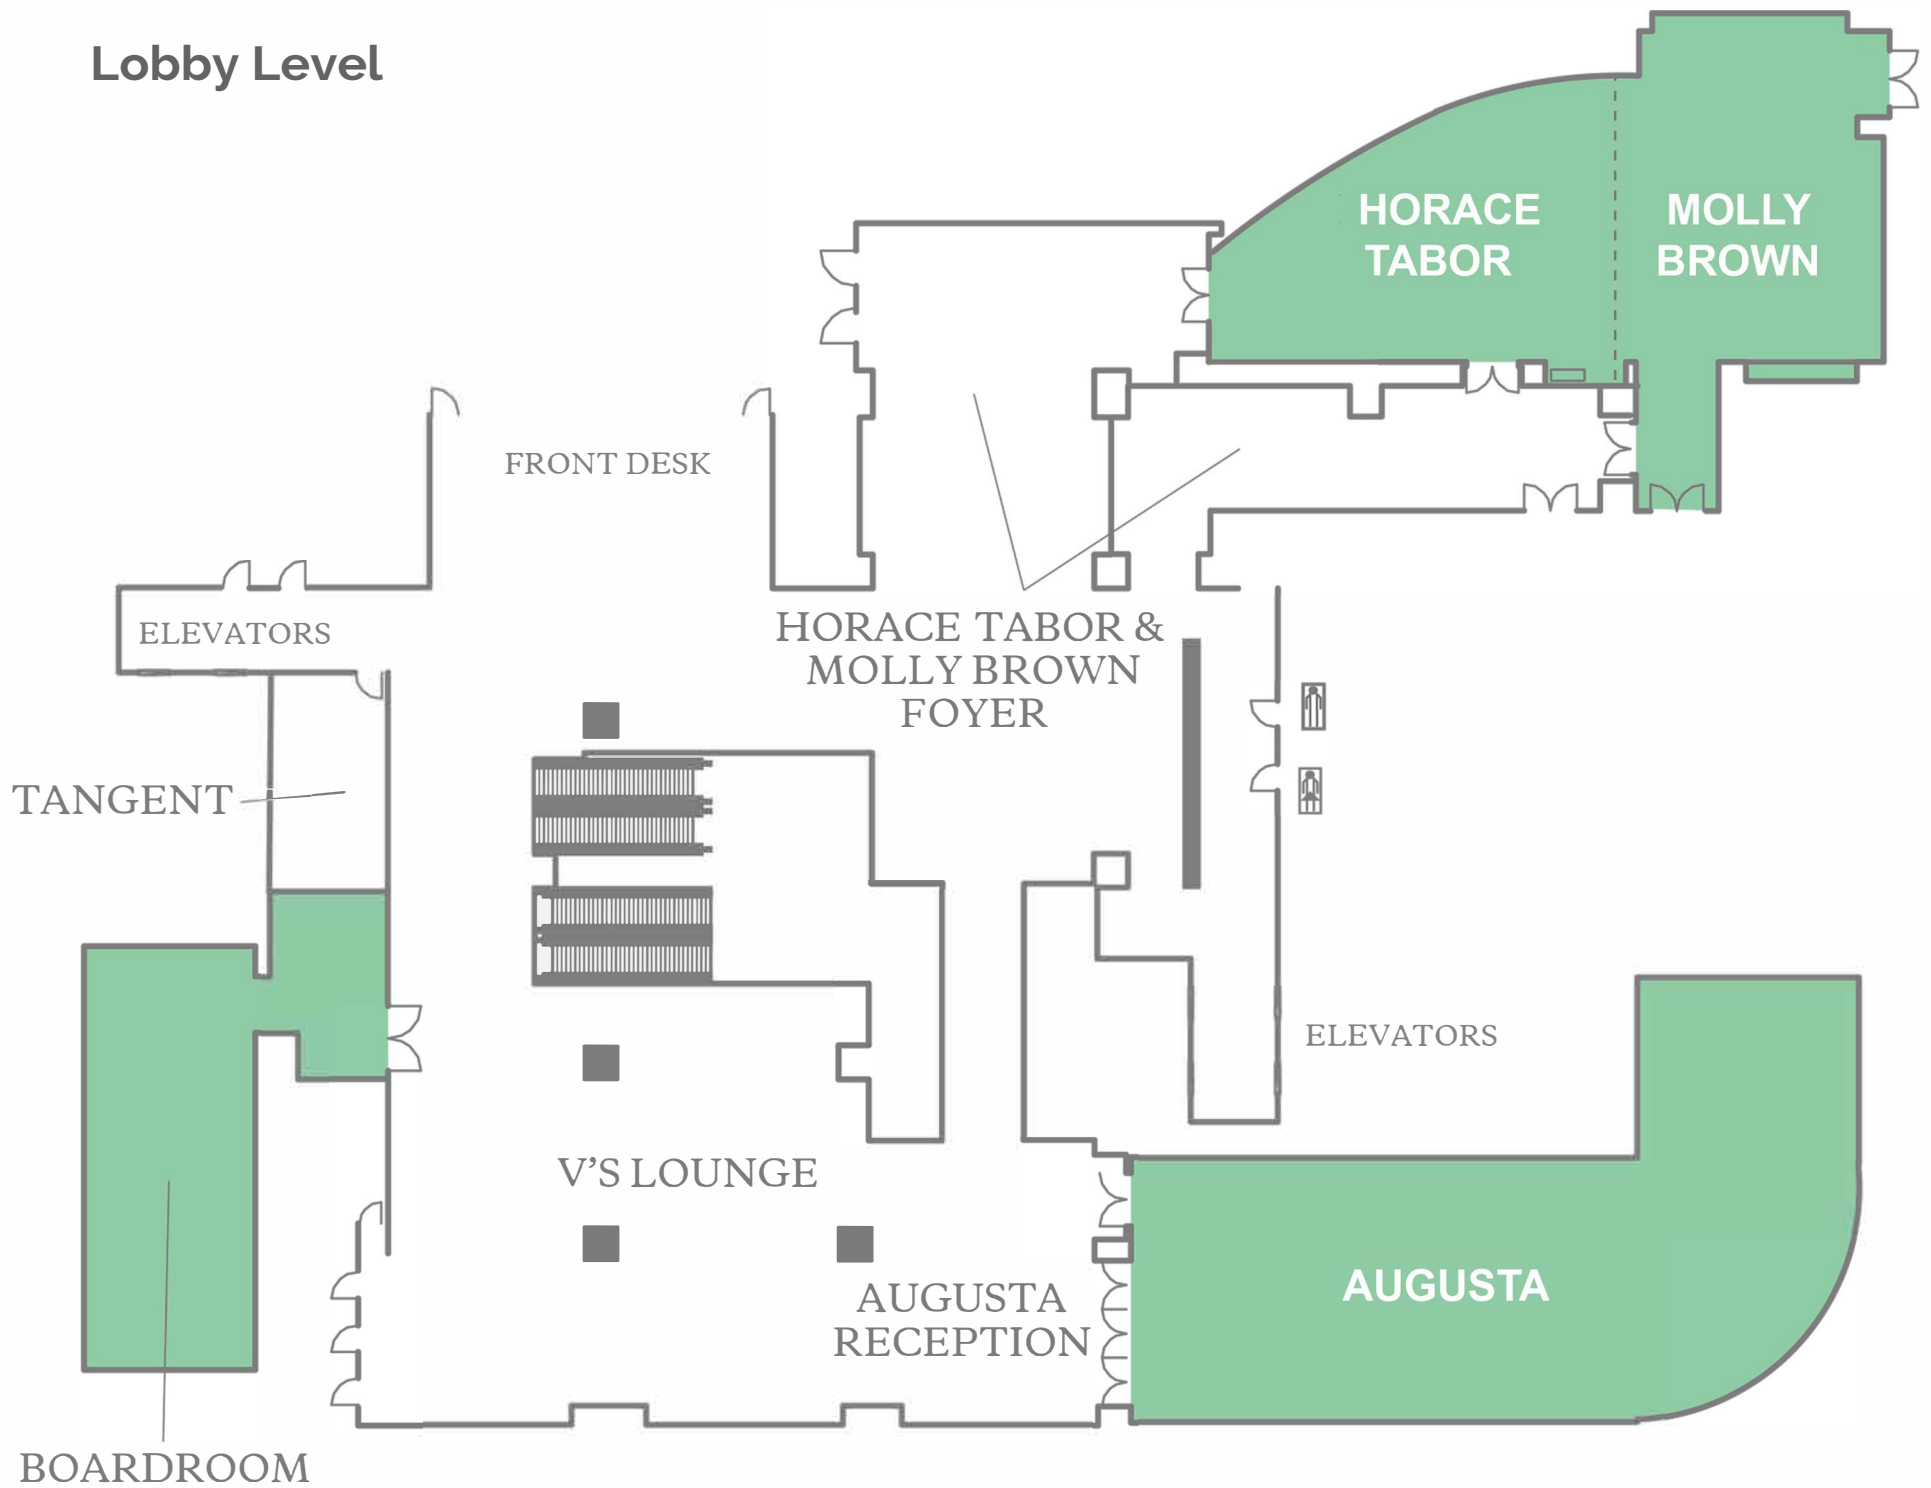 Lobby Level
HORACE
TABOR
MOLLY
BROWN
FRONT DESK
ELEVATORS
HORACE TABOR &
MOLLY BROWN
FOYER
TANGENT
ELEVATORS
V’S LOUNGE
AUGUSTA
RECEPTION
AUGUSTA
BOARDROOM